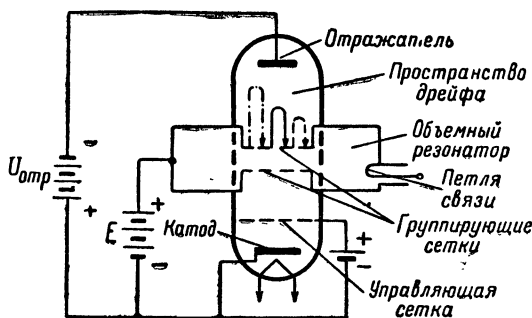 Отражатель
Пространство
дрейфа
Объемный
резонатор
Петля
связи
Группирующие
сетки
Управляющая
сетка
Катод
Uотр
E
−
+
+
−
+
−